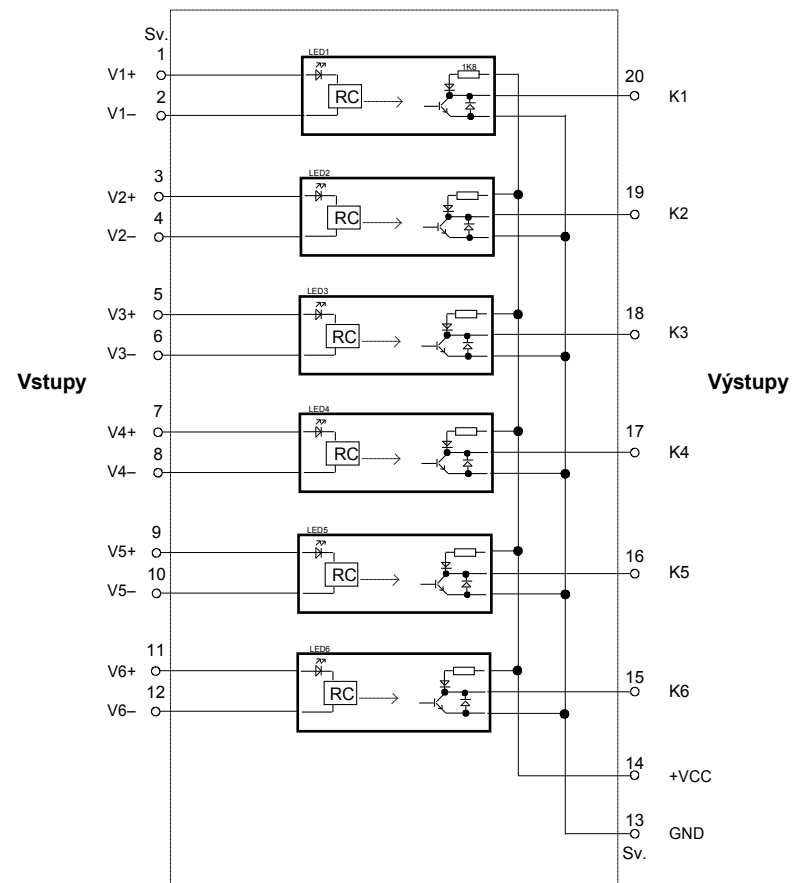 Sv.
1
V1+
2
V1–
LED1
RC
1K8
20
K1
3
V2+
4
V2–
LED2
RC
19
K2
5
V3+
6
V3–
LED3
RC
18
K3
Vstupy
Výstupy
7
V4+
8
V4–
LED4
RC
17
K4
9
V5+
10
V5–
LED5
RC
16
K5
11
V6+
12
V6–
LED6
RC
15
K6
14
+VCC
13
GND
Sv.